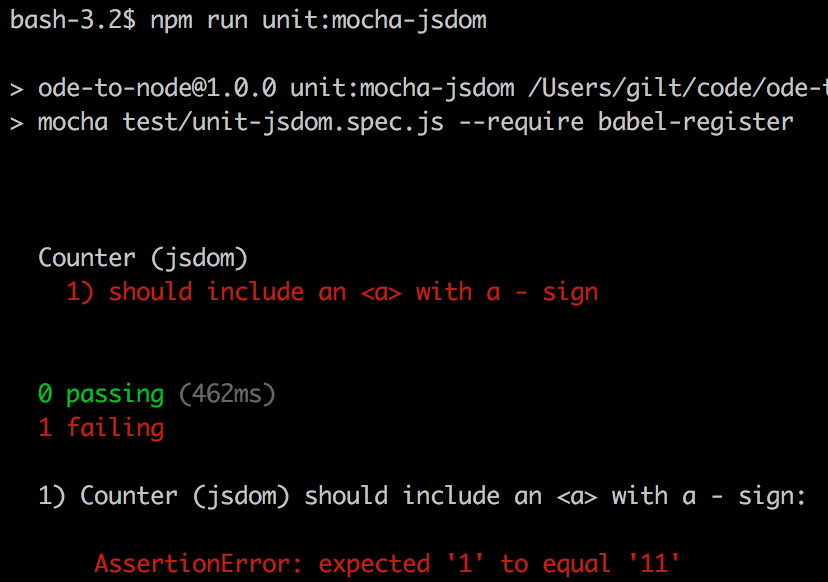 bash-3.2$ npm run unit:mocha-jsdom
> ode-to-node@1.0.0 unit:mocha-jsdom /Users/gilt/code/ode-t
> mocha test/unit-jsdom.spec.js --require babel-register
Counter (jsdom)
1) should include an <a> with a - sign
0 passing (462ms)
1 failing
1) Counter (jsdom) should include an <a> with a - sign:
AssertionError: expected '1' to equal '11'